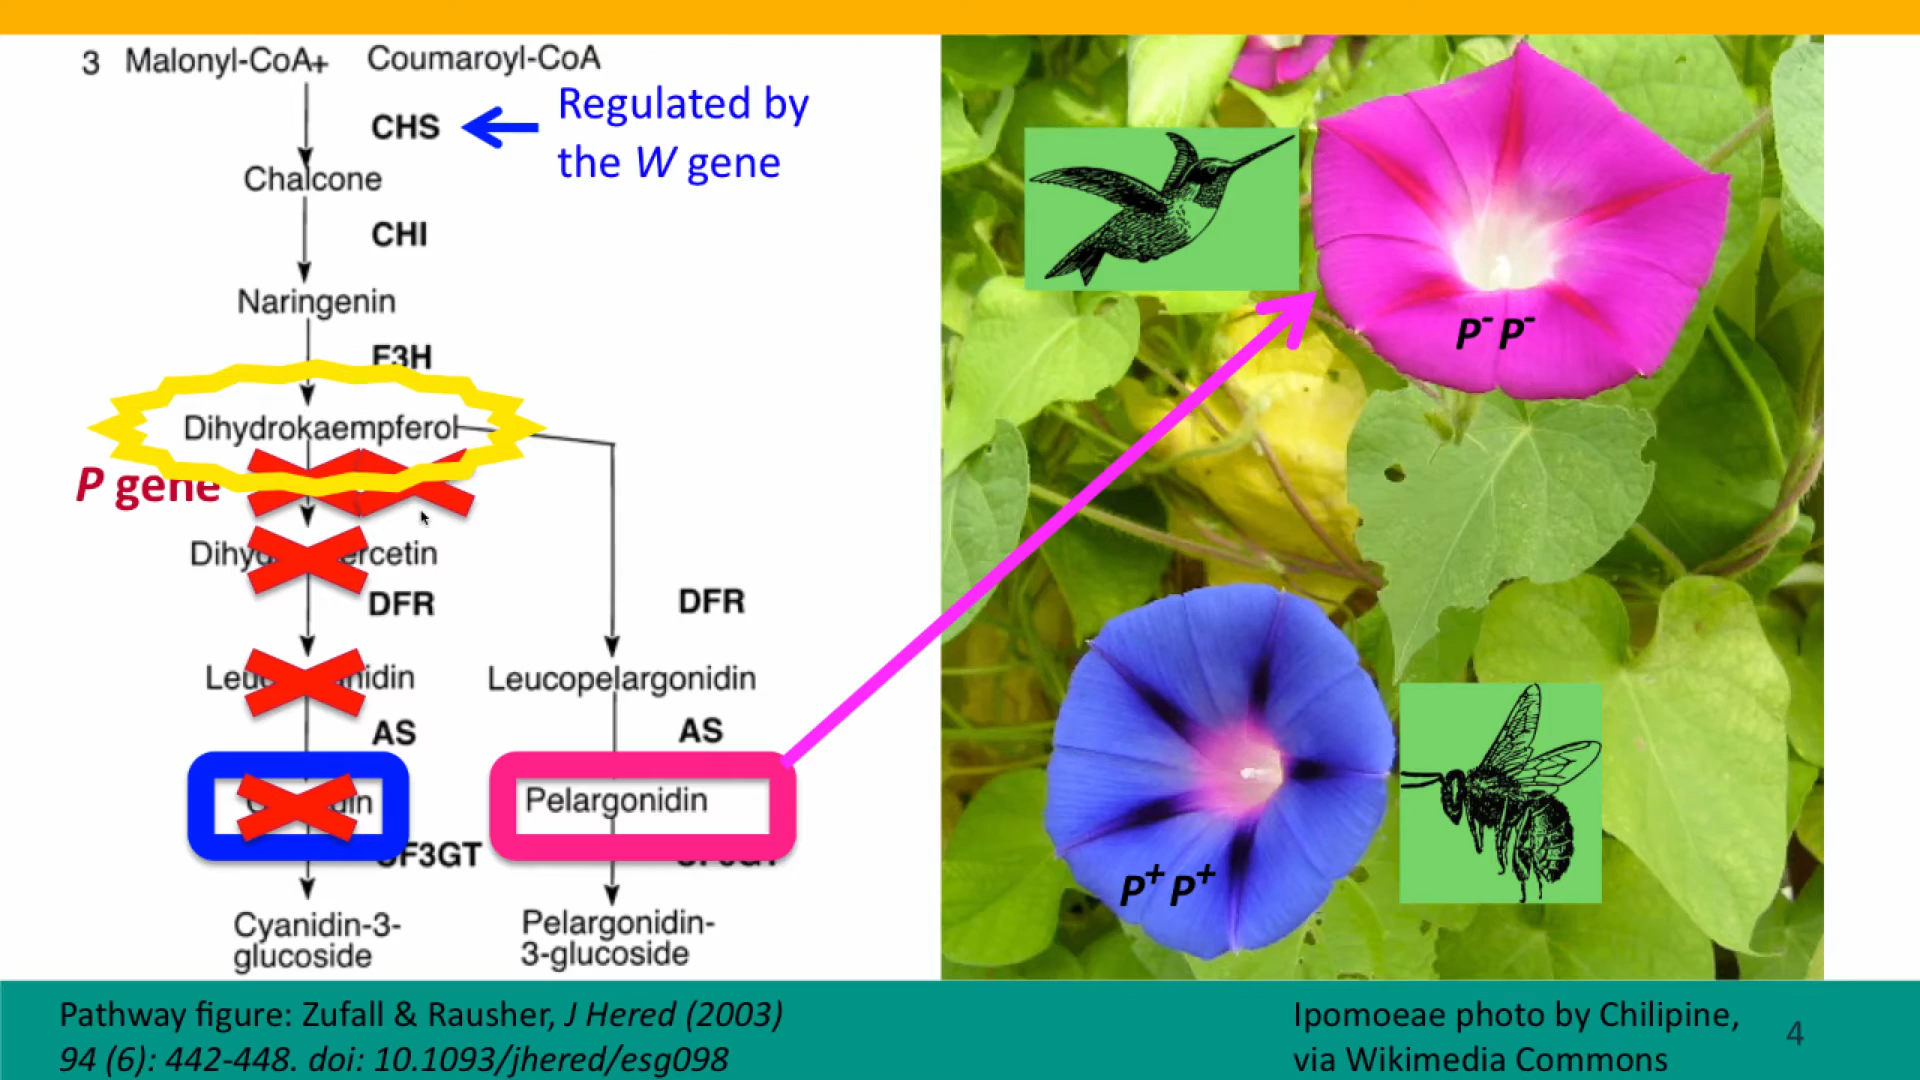 3 Malonyl-CoA+ Coumaroyl-CoA
CHS
Regulated by
the W gene
Chalcone
CHI
Naringenin
F3H
Dihydrokaempferol
P gene
DFR
DFR
Leucopelargonidin
AS
AS
Pelargonidin
Cyanidin-3-
glucoside
Pelargonidin-
3-glucoside
P⁻ P⁻
P⁺ P⁺
Pathway figure: Zufall & Rausher, J Hered (2003)
94 (6): 442-448. doi: 10.1093/jhered/esg098
Ipomoeae photo by Chilipine,
via Wikimedia Commons
4